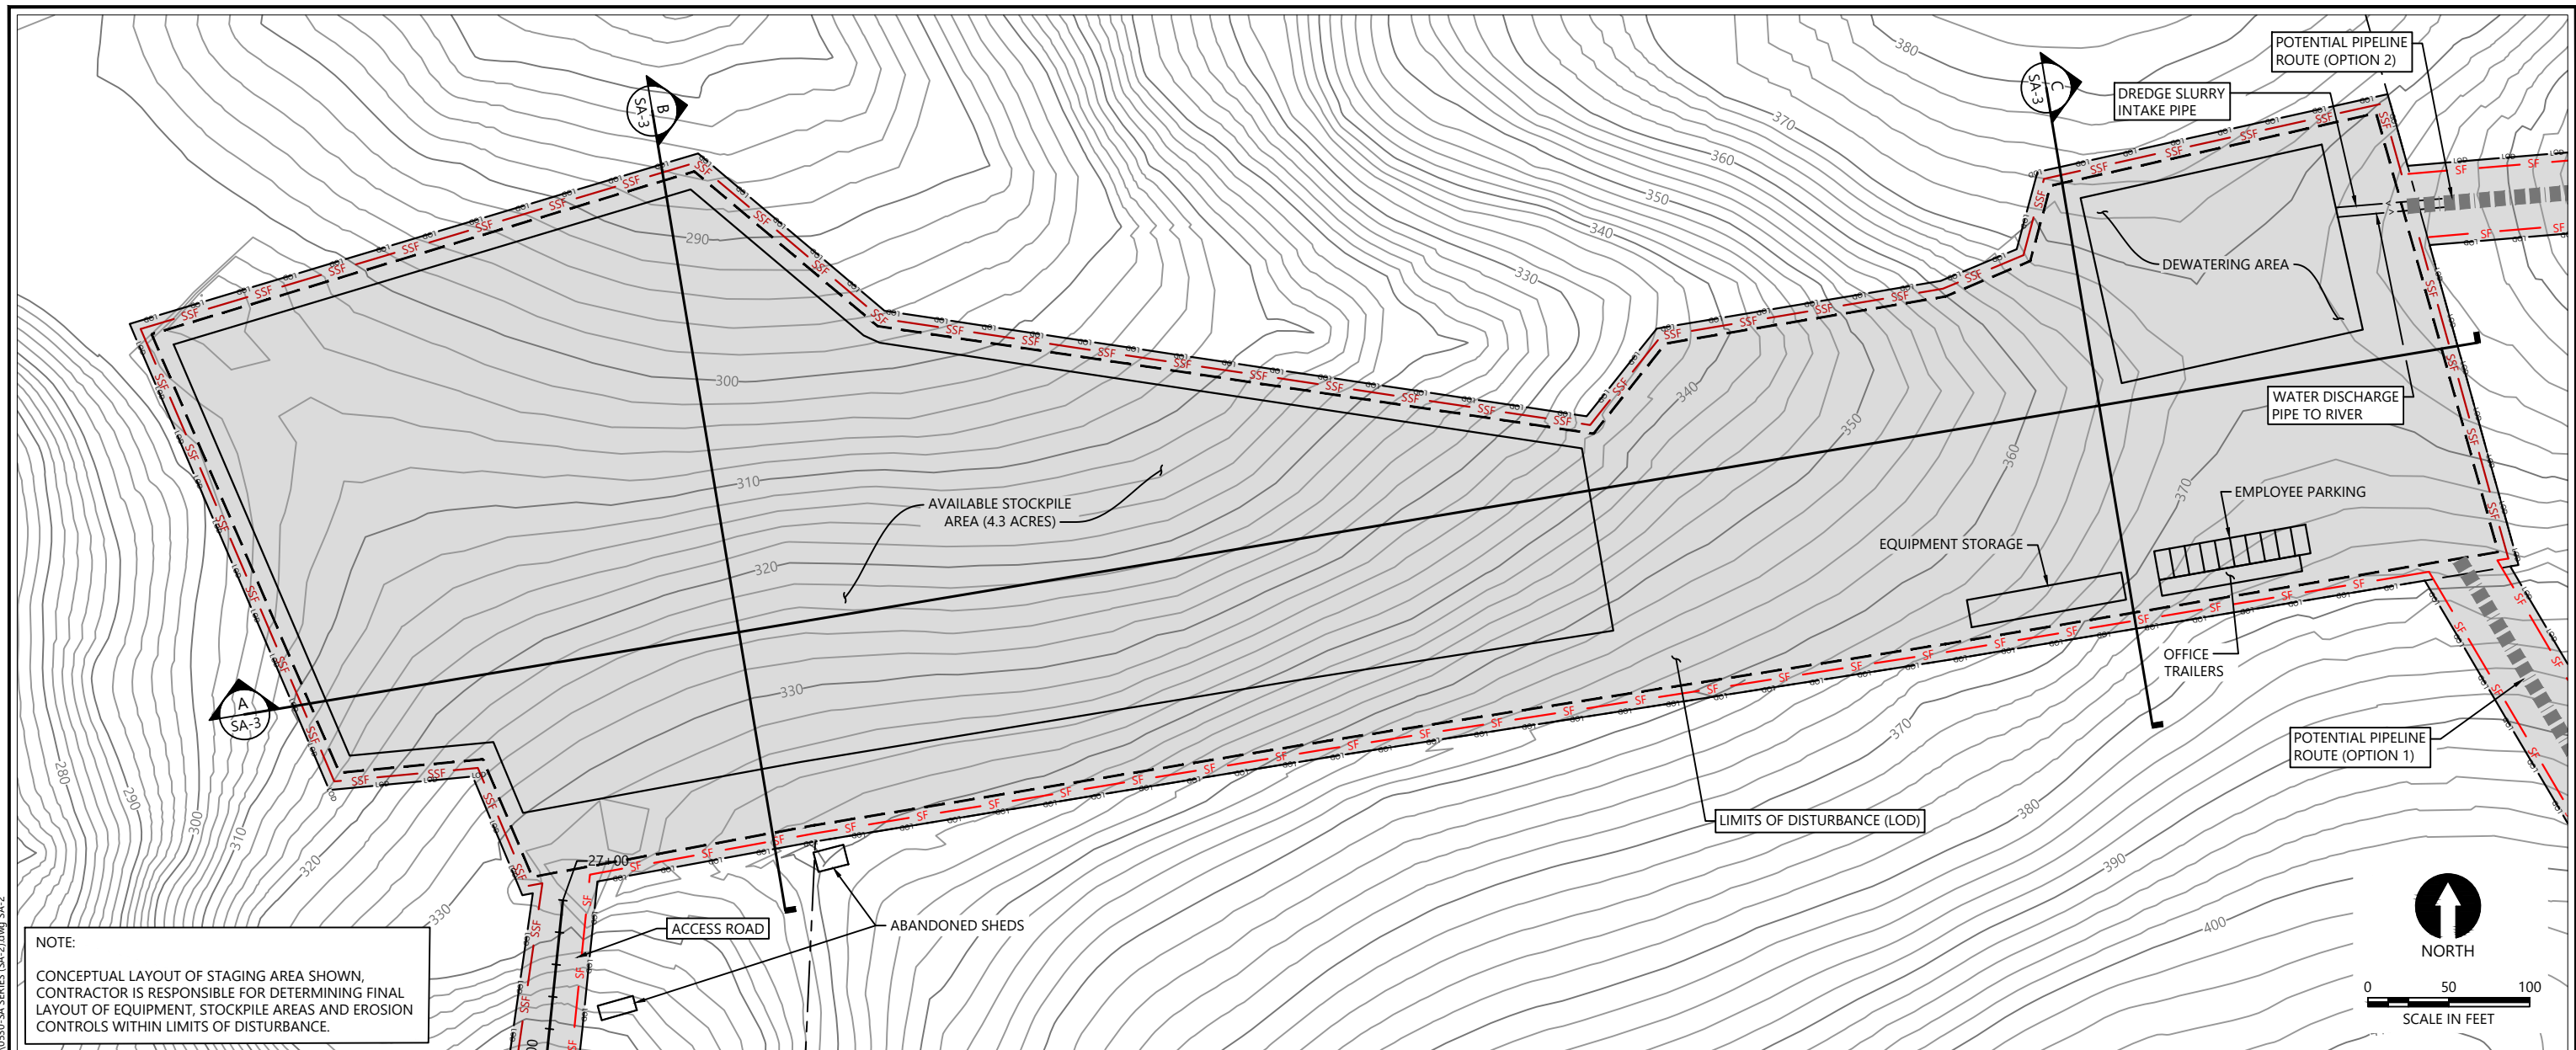 380
POTENTIAL PIPELINE
ROUTE (OPTION 2)
B
SA-3
C
SA-3
DREDGE SLURRY
INTAKE PIPE
370
360
350
340
330
290
DEWATERING AREA
300
340
350
360
370
WATER DISCHARGE
PIPE TO RIVER
310
AVAILABLE STOCKPILE
AREA (4.3 ACRES)
EMPLOYEE PARKING
EQUIPMENT STORAGE
320
330
OFFICE
TRAILERS
A
SA-3
370
POTENTIAL PIPELINE
ROUTE (OPTION 1)
280
290
300
310
320
330
LIMITS OF DISTURBANCE (LOD)
380
390
400
27+00
ACCESS ROAD
ABANDONED SHEDS
SSF
SF
LOD
NOTE:
CONCEPTUAL LAYOUT OF STAGING AREA SHOWN,
CONTRACTOR IS RESPONSIBLE FOR DETERMINING FINAL
LAYOUT OF EQUIPMENT, STOCKPILE AREAS AND EROSION
CONTROLS WITHIN LIMITS OF DISTURBANCE.
NORTH
0 50 100
SCALE IN FEET